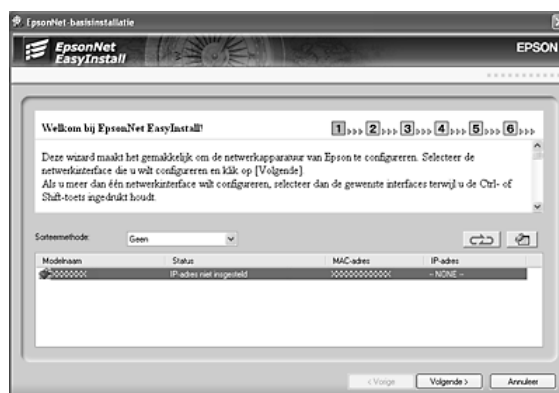 EpsonNet-basisinstallatie
EpsonNet
EasyInstall
EPSON
Welkom bij EpsonNet EasyInstall!
1 >>> 2 >>> 3 >>> 4 >>> 5 >>> 6 >>>
Deze wizard maakt het gemakkelijk om de netwerkapparatuur van Epson te configureren. Selecteer de
netwerkinterface die u wilt configureren en klik op [Volgende]
Als u meer dan één netwerkinterface wilt configureren, selecteer dan de gewenste interfaces terwijl u de Ctrl- of
Shift-toets ingedrukt houdt.
Sorteermethode: Geen
Modelnaam Status MAC-adres IP-adres
XXXXXXX IP-adres niet ingesteld XXXXXXXXXXXX -- NONE --
< Vorige Volgende > Annuleer